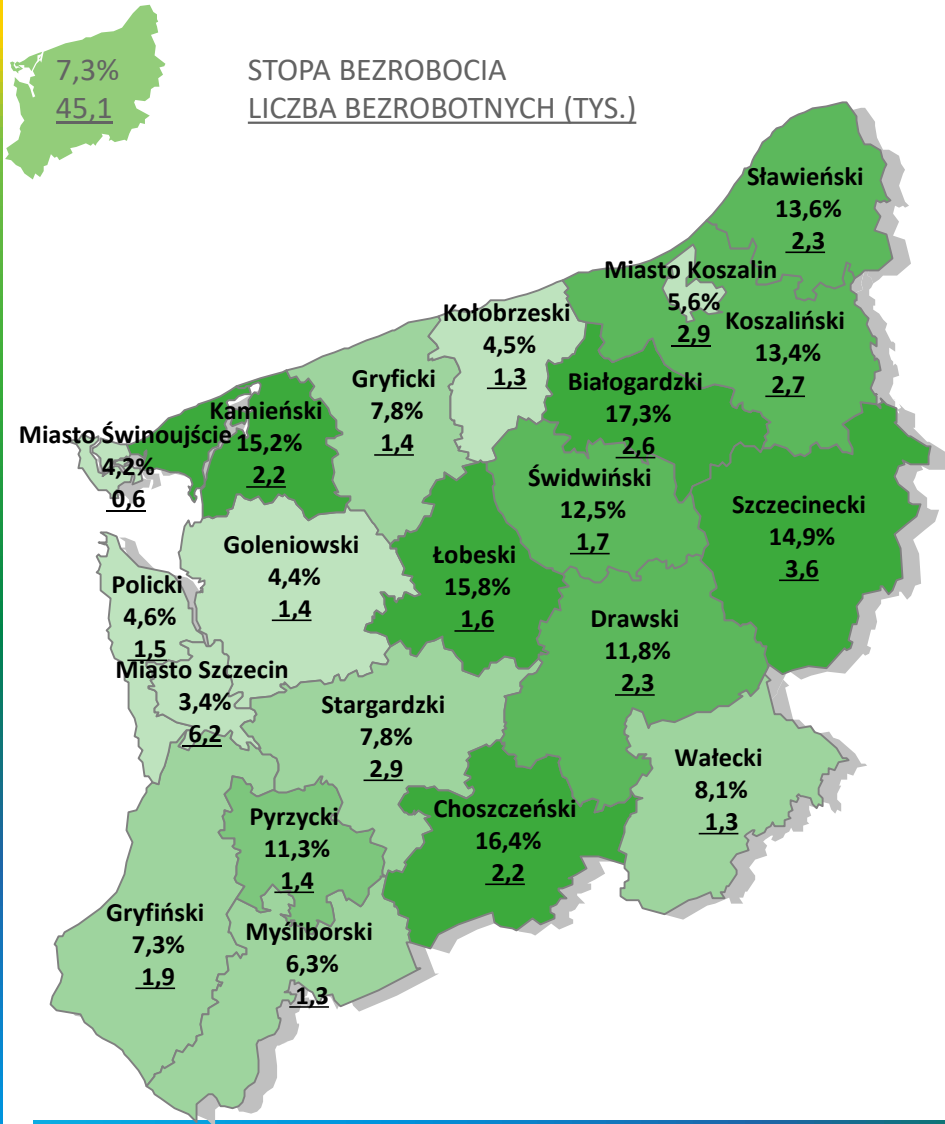 7,3%
45,1
STOPA BEZROBOCIA
LICZBA BEZROBOTNYCH (TYS.)
Sławieński
13,6%
2,3
Miasto Koszalin
5,6%
2,9
Koszaliński
13,4%
2,7
Kołobrzeski
4,5%
1,3
Gryficki
7,8%
1,4
Białogardzki
17,3%
2,6
Kamieński
15,2%
2,2
Miasto Świnoujście
4,2%
0,6
Świdwiński
12,5%
1,7
Szczecinecki
14,9%
3,6
Goleniowski
4,4%
1,4
Łobeski
15,8%
1,6
Policki
4,6%
1,5
Drawski
11,8%
2,3
Miasto Szczecin
3,4%
6,2
Stargardzki
7,8%
2,9
Wałecki
8,1%
1,3
Pyrzycki
11,3%
1,4
Choszczeński
16,4%
2,2
Gryfiński
7,3%
1,9
Myśliborski
6,3%
1,3